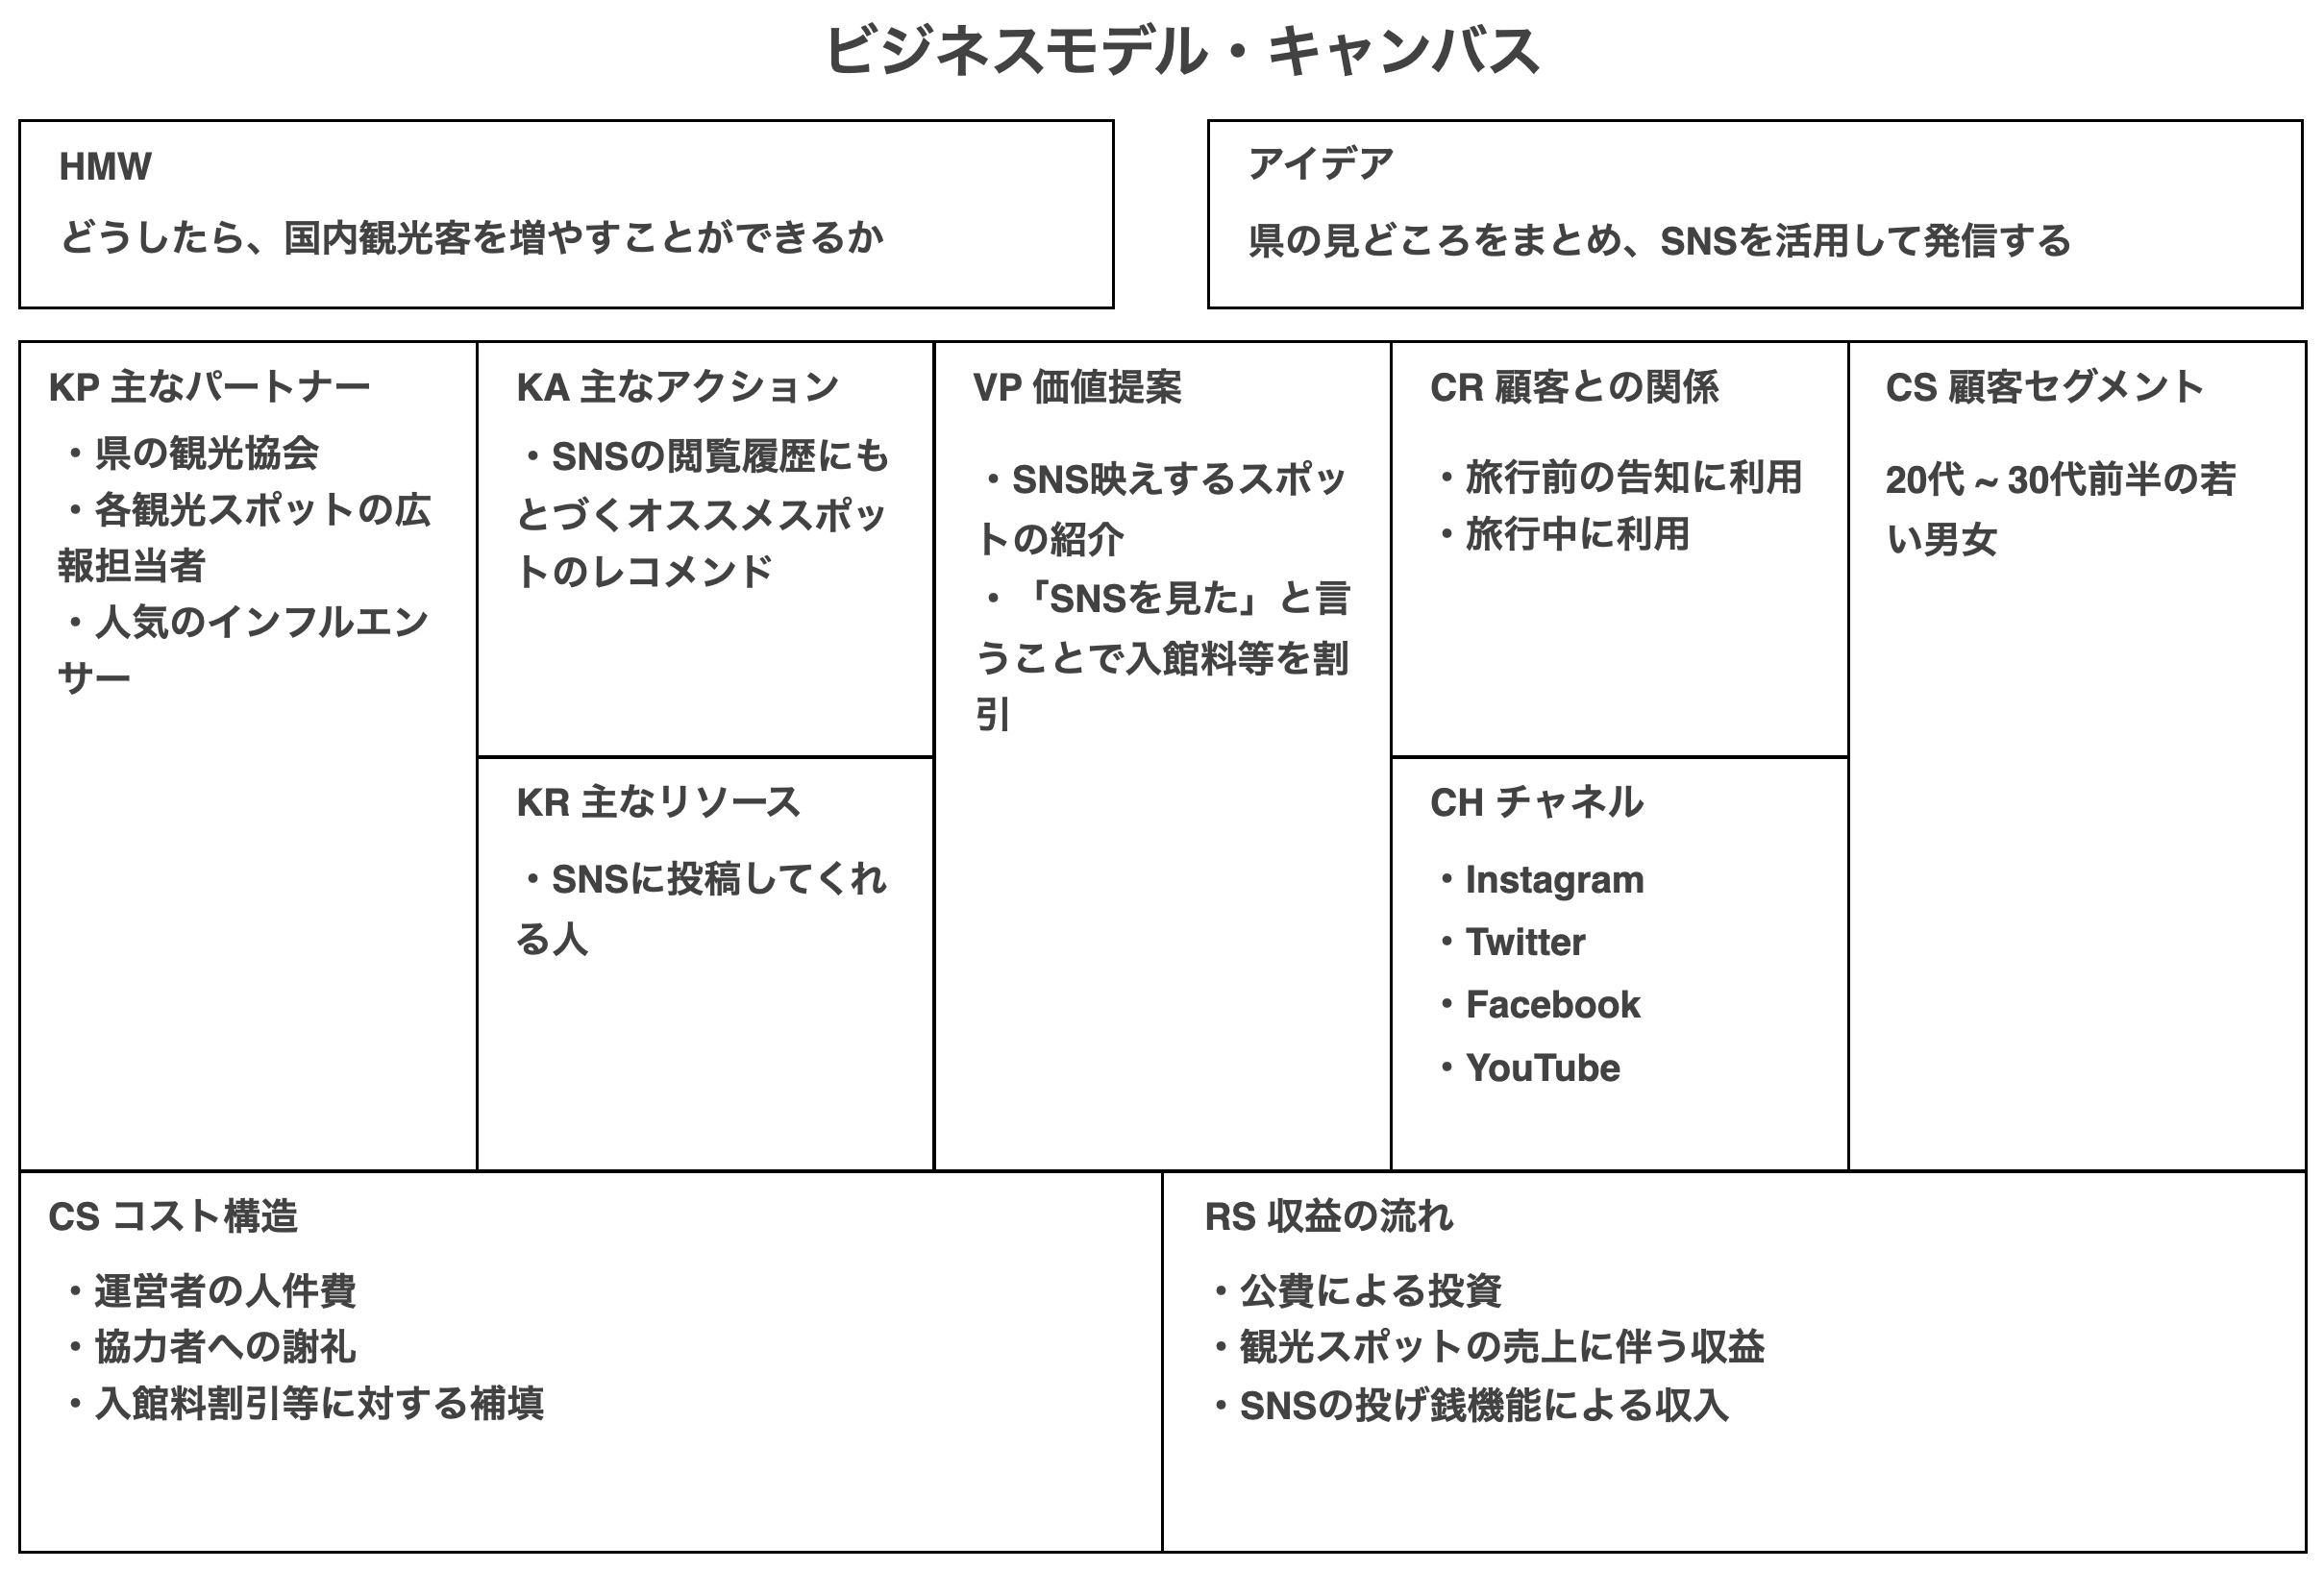 ビジネスモデル・キャンバス
HMW
どうしたら、国内観光客を増やすことができるか
アイデア
県の見どころをまとめ、SNSを活用して発信する
KP 主なパートナー
・県の観光協会
・各観光スポットの広
報担当者
・人気のインフルエン
サー
KA 主なアクション
・SNSの閲覧履歴にも
とづくオススメスポッ
トのレコメンド
KR 主なリソース
・SNSに投稿してくれ
る人
VP 価値提案
・SNS映えするスポッ
トの紹介
・「SNSを見た」と言
うことで入館料等を割
引
CR 顧客との関係
・旅行前の告知に利用
・旅行中に利用
CH チャネル
・Instagram
・Twitter
・Facebook
・YouTube
CS 顧客セグメント
20代 ~ 30代前半の若
い男女
CS コスト構造
・運営者の人件費
・協力者への謝礼
・入館料割引等に対する補填
RS 収益の流れ
・公費による投資
・観光スポットの売上に伴う収益
・SNSの投げ銭機能による収入